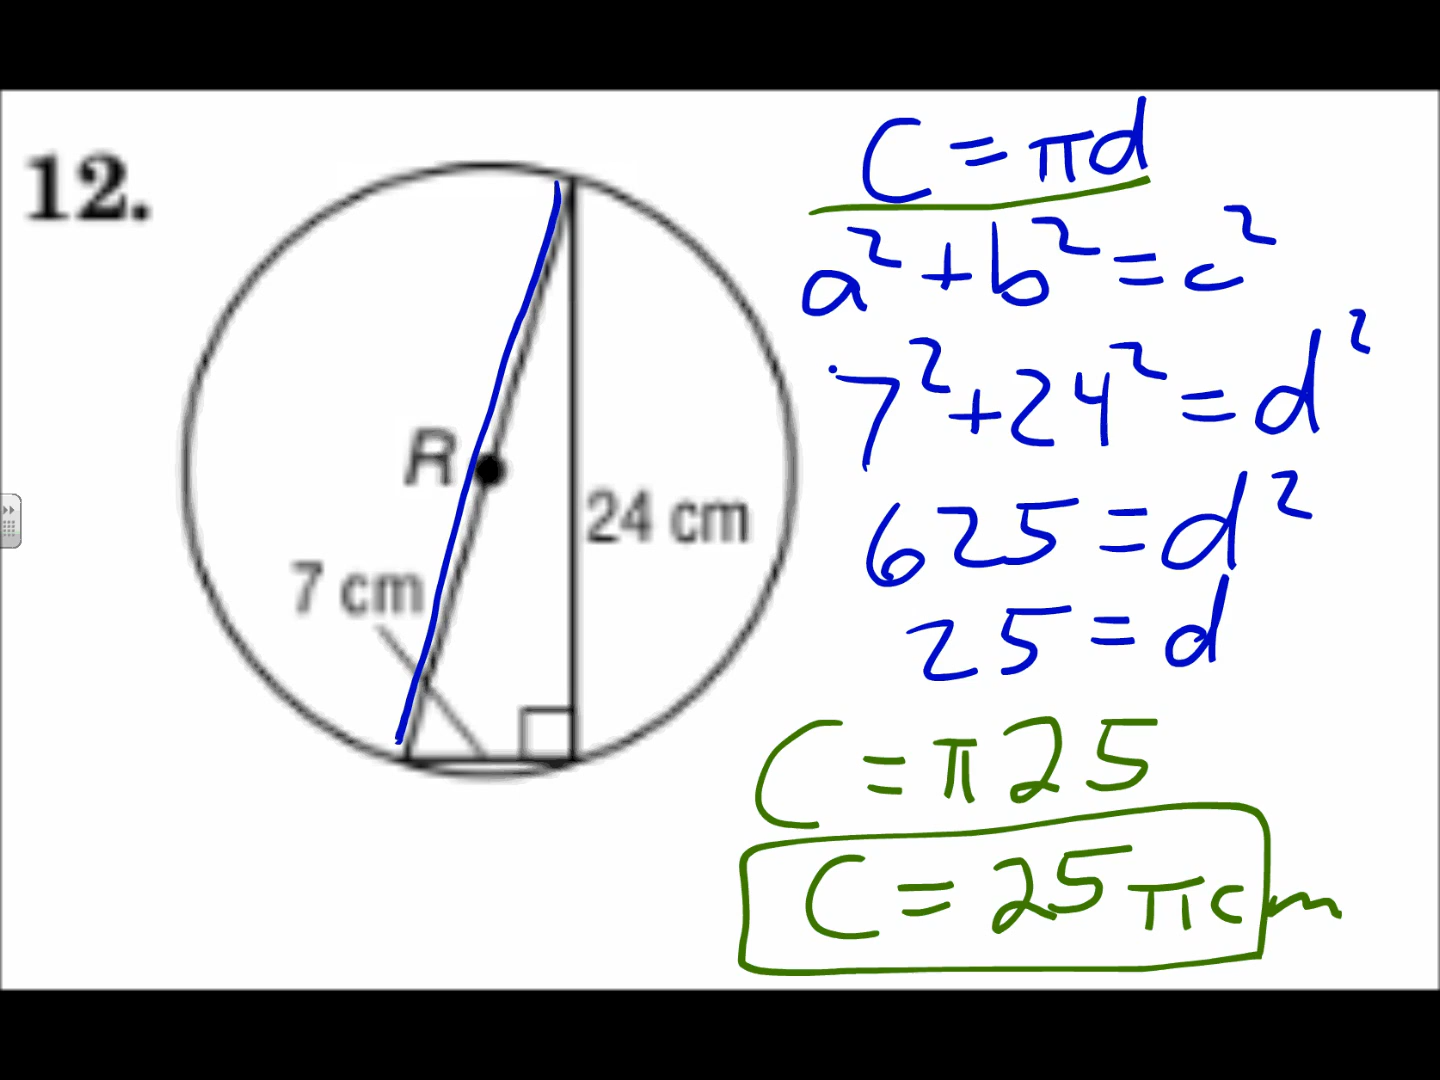 12.
R
24 cm
7 cm
C = πd
a² + b² = c²
7² + 24² = d²
625 = d²
25 = d
C = π25
C = 25π cm